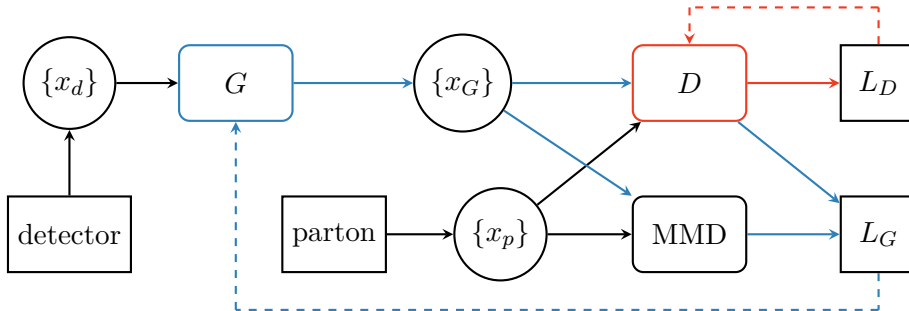 {x_d}
G
{x_G}
D
L_D
detector
parton
{x_p}
MMD
L_G